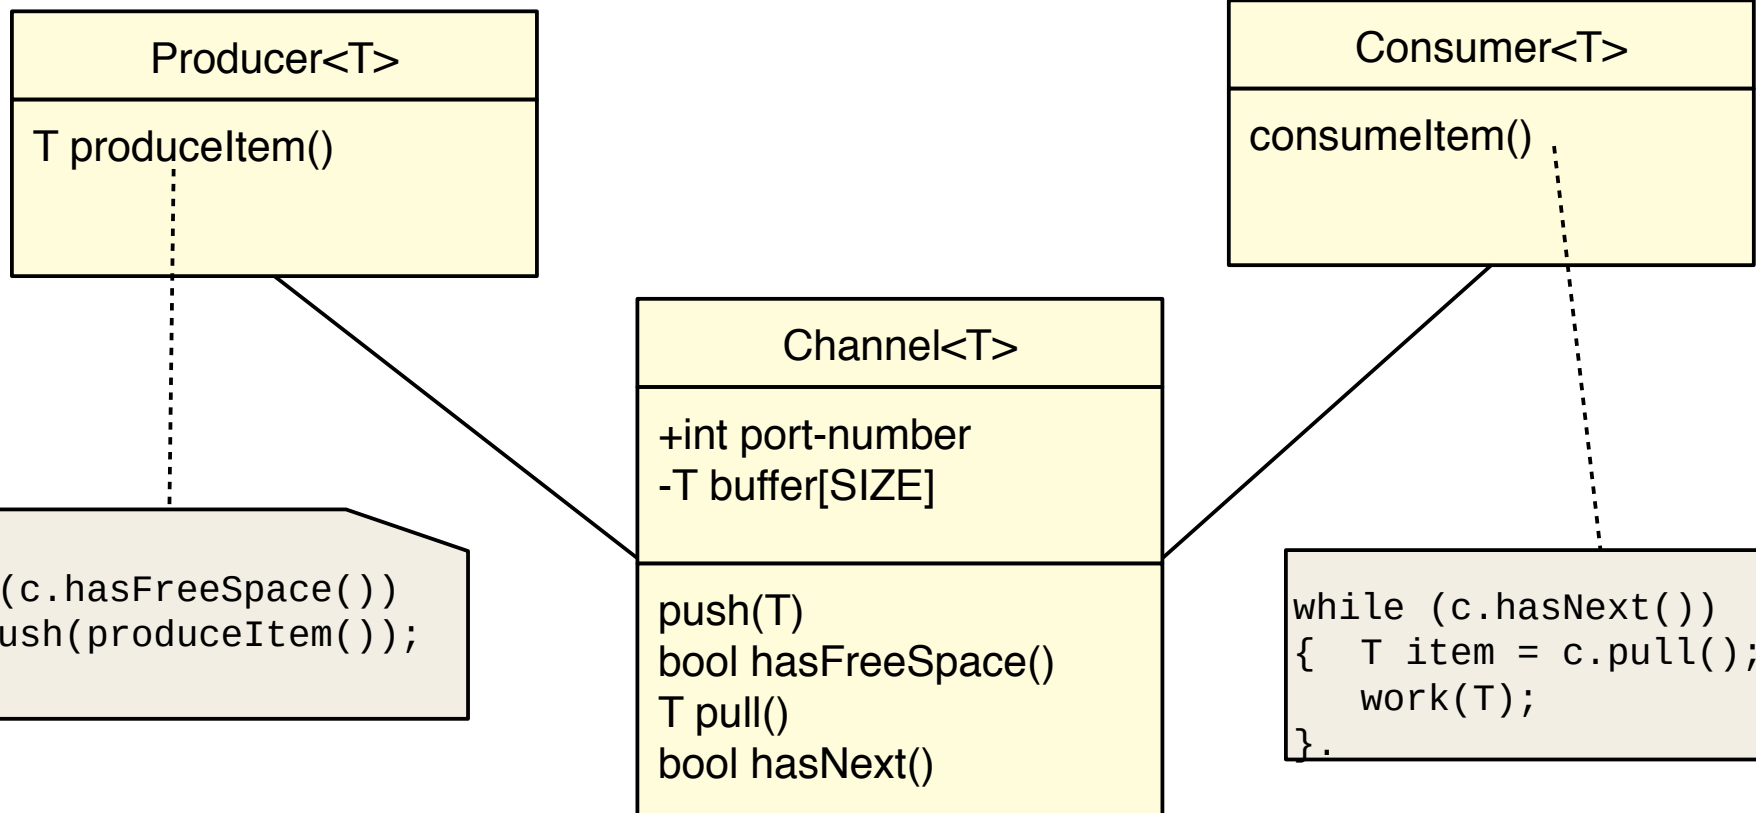 Producer<T>
T produceItem()
Consumer<T>
consumeItem()
Channel<T>
+int port-number
-T buffer[SIZE]
push(T)
bool hasFreeSpace()
T pull()
bool hasNext()
(c.hasFreeSpace())
ush(produceItem());
while (c.hasNext())
{  T item = c.pull();
   work(T);
}.